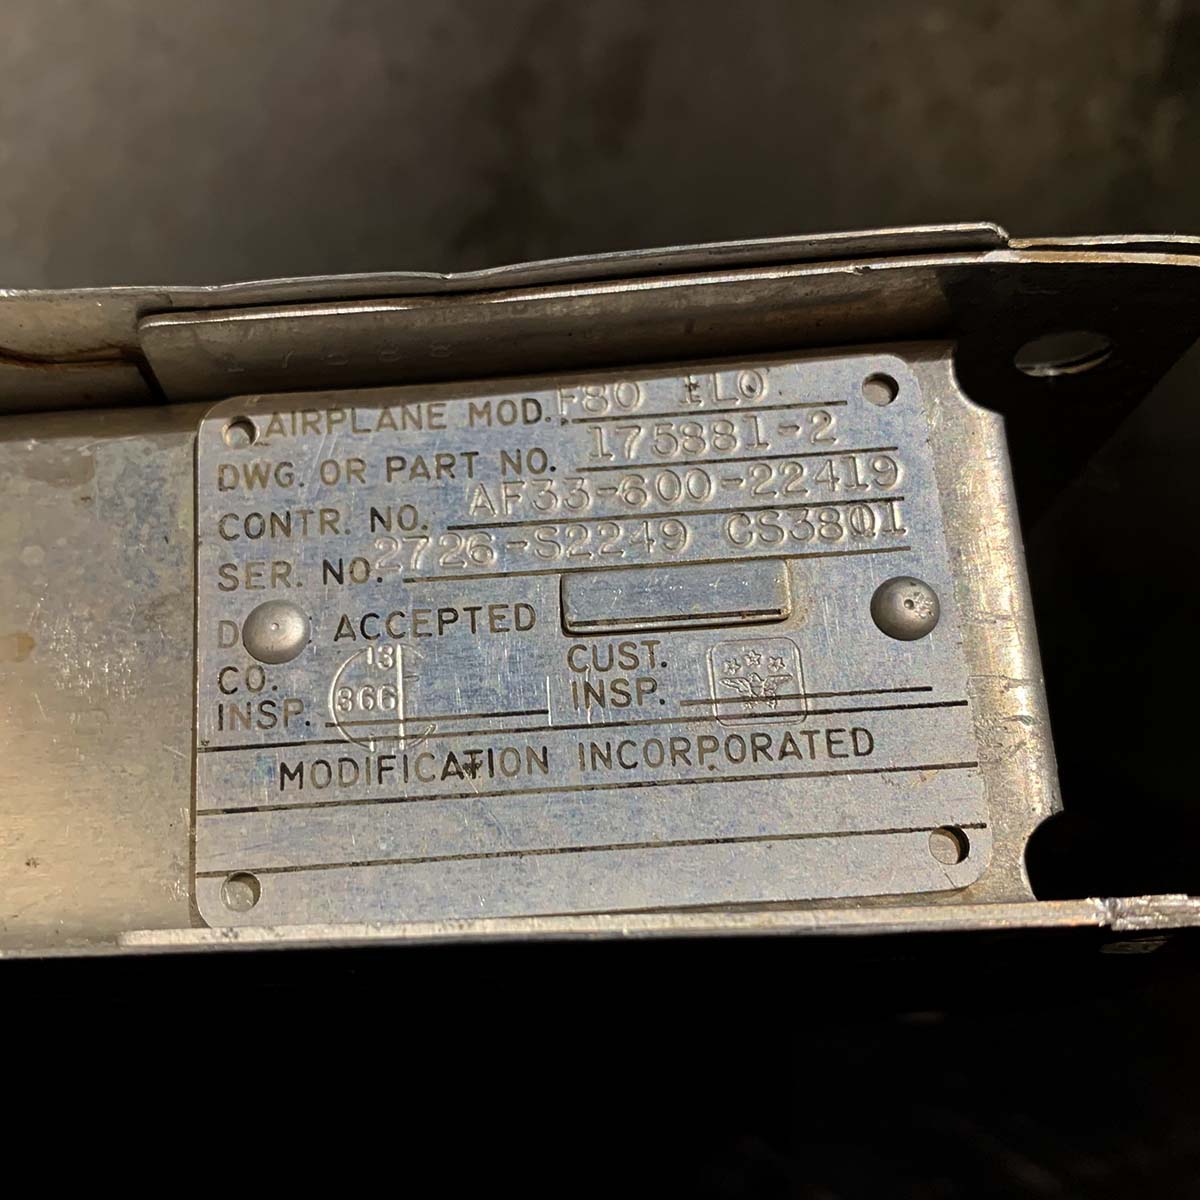 AIRPLANE MOD. F80 1LO
DWG. OR PART NO. 175881-2
CONTR. NO. AF33-600-22419
SER. NO. 2726-S2249 CS3801
ACCEPTED
CO. INSP. 13 366
CUST. INSP.
MODIFICATION INCORPORATED